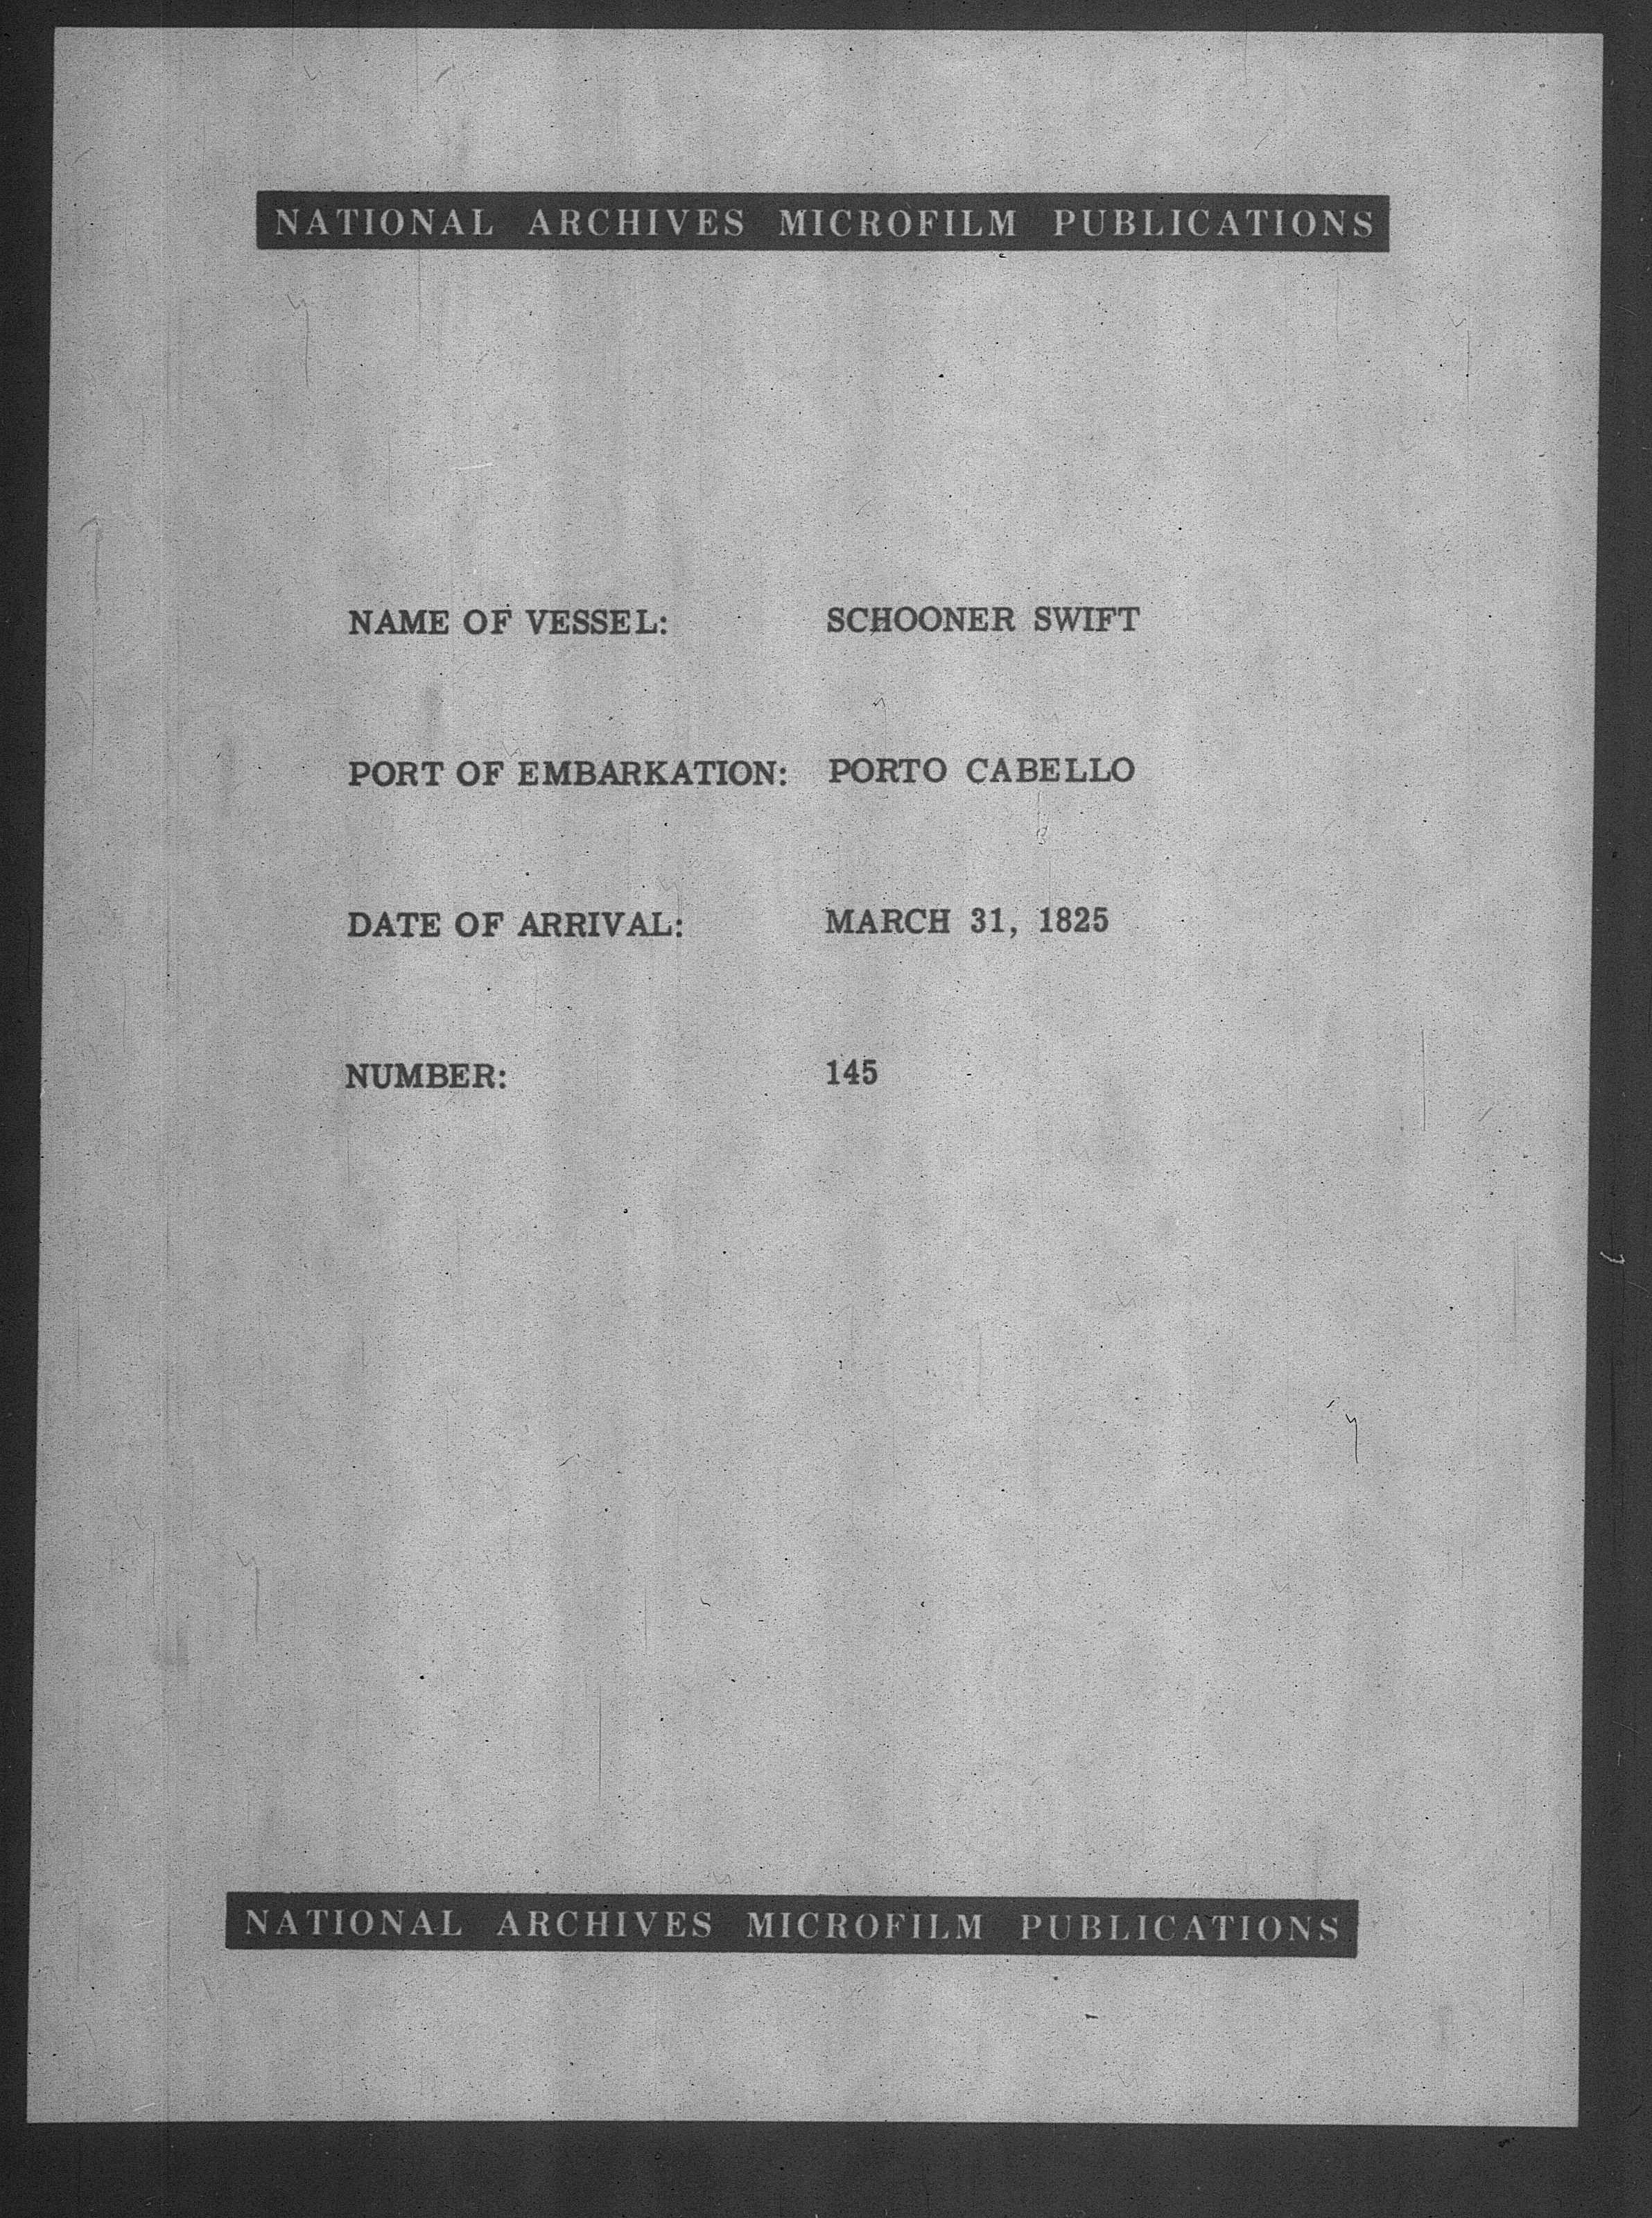 NATIONAL ARCHIVES MICROFILM PUBLICATIONS
NAME OF VESSEL: SCHOONER SWIFT
PORT OF EMBARKATION: PORTO CABELLO
DATE OF ARRIVAL: MARCH 31, 1825
NUMBER: 145
NATIONAL ARCHIVES MICROFILM PUBLICATIONS